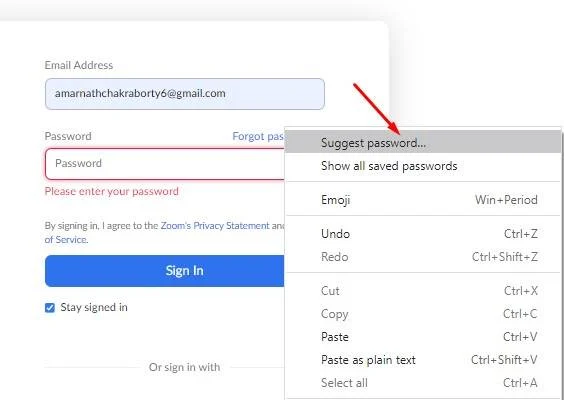 Email Address
amarnathchakraborty6@gmail.com
Password
Forgot pas
Password
Please enter your password
By signing in, I agree to the Zoom's Privacy Statement and
of Service.
Sign In
Stay signed in
Or sign in with
Suggest password...
Show all saved passwords
Emoji Win+Period
Undo Ctrl+Z
Redo Ctrl+Shift+Z
Cut Ctrl+X
Copy Ctrl+C
Paste Ctrl+V
Paste as plain text Ctrl+Shift+V
Select all Ctrl+A